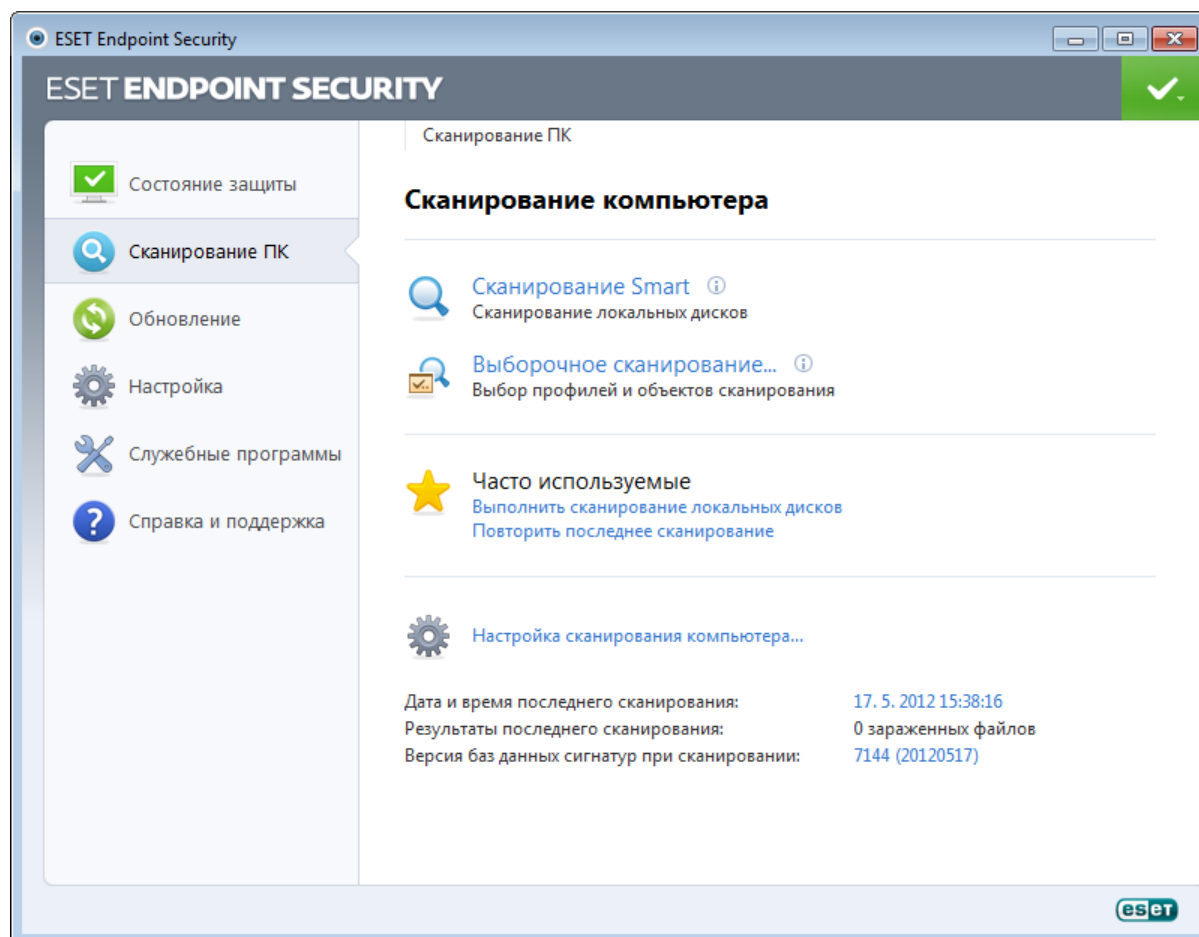 ESET Endpoint Security
ESET ENDPOINT SECURITY
Сканирование ПК
Состояние защиты
Сканирование ПК
Обновление
Настройка
Служебные программы
Справка и поддержка
Сканирование компьютера
Сканирование Smart
Сканирование локальных дисков
Выборочное сканирование...
Выбор профилей и объектов сканирования
Часто используемые
Выполнить сканирование локальных дисков
Повторить последнее сканирование
Настройка сканирования компьютера...
Дата и время последнего сканирования: 17. 5. 2012 15:38:16
Результаты последнего сканирования: 0 зараженных файлов
Версия баз данных сигнатур при сканировании: 7144 (20120517)
eset